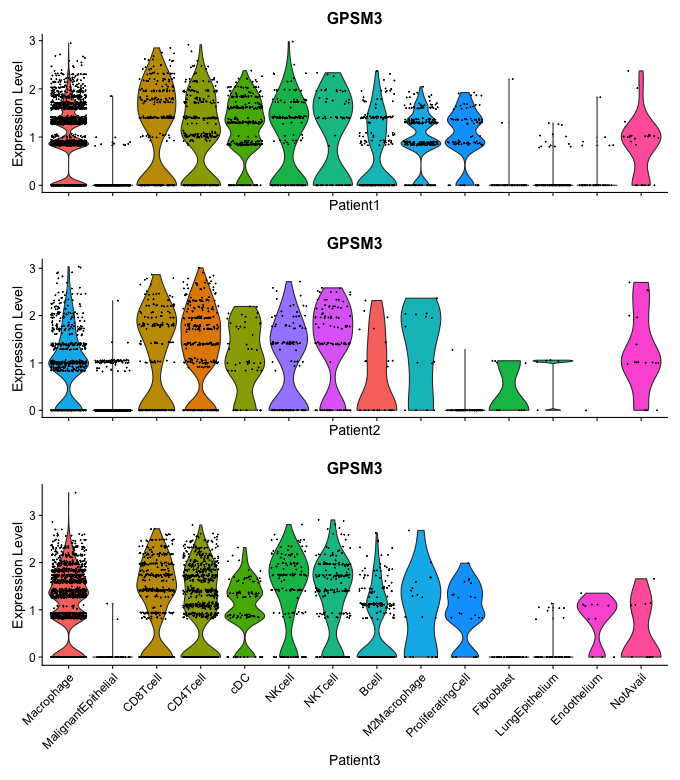 GPSM3
Expression Level
3
2
1
0
Patient1
GPSM3
Expression Level
3
2
1
0
Patient2
GPSM3
Expression Level
3
2
1
0
Macrophage
MalignantEpithelial
CD8Tcell
CD4Tcell
cDC
NKcell
NKTcell
Bcell
M2Macrophage
ProliferatingCell
Fibroblast
LungEpithelium
Endothelium
NotAvail
Patient3